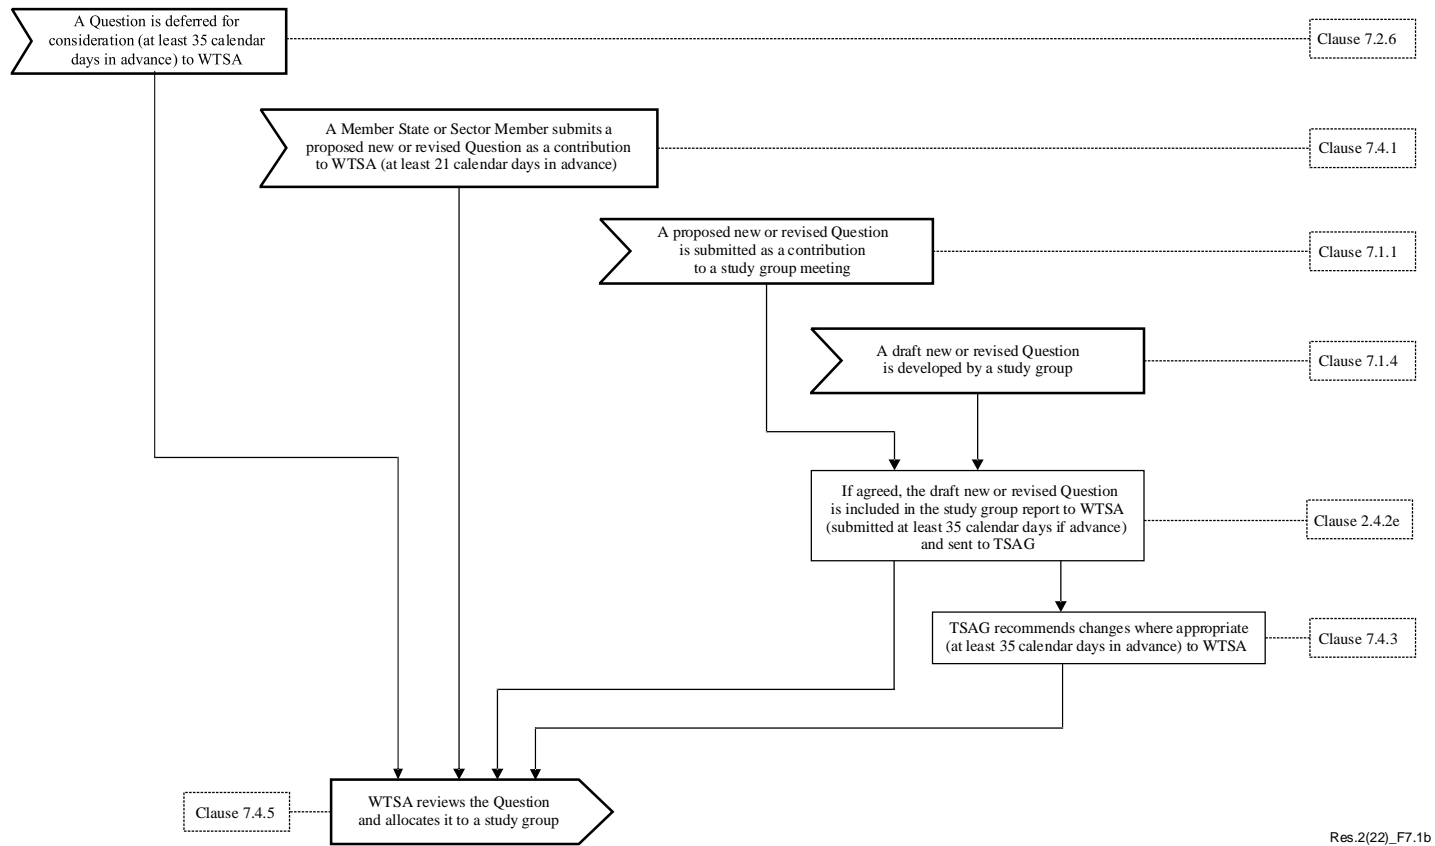 A Question is deferred for
consideration (at least 35 calendar
days in advance) to WTSA
Clause 7.2.6
A Member State or Sector Member submits a
proposed new or revised Question as a contribution
to WTSA (at least 21 calendar days in advance)
Clause 7.4.1
A proposed new or revised Question
is submitted as a contribution
to a study group meeting
Clause 7.1.1
A draft new or revised Question
is developed by a study group
Clause 7.1.4
If agreed, the draft new or revised Question
is included in the study group report to WTSA
(submitted at least 35 calendar days if advance)
and sent to TSAG
Clause 2.4.2e
TSAG recommends changes where appropriate
(at least 35 calendar days in advance) to WTSA
Clause 7.4.3
Clause 7.4.5
WTSA reviews the Question
and allocates it to a study group
Res.2(22)_F7.1b